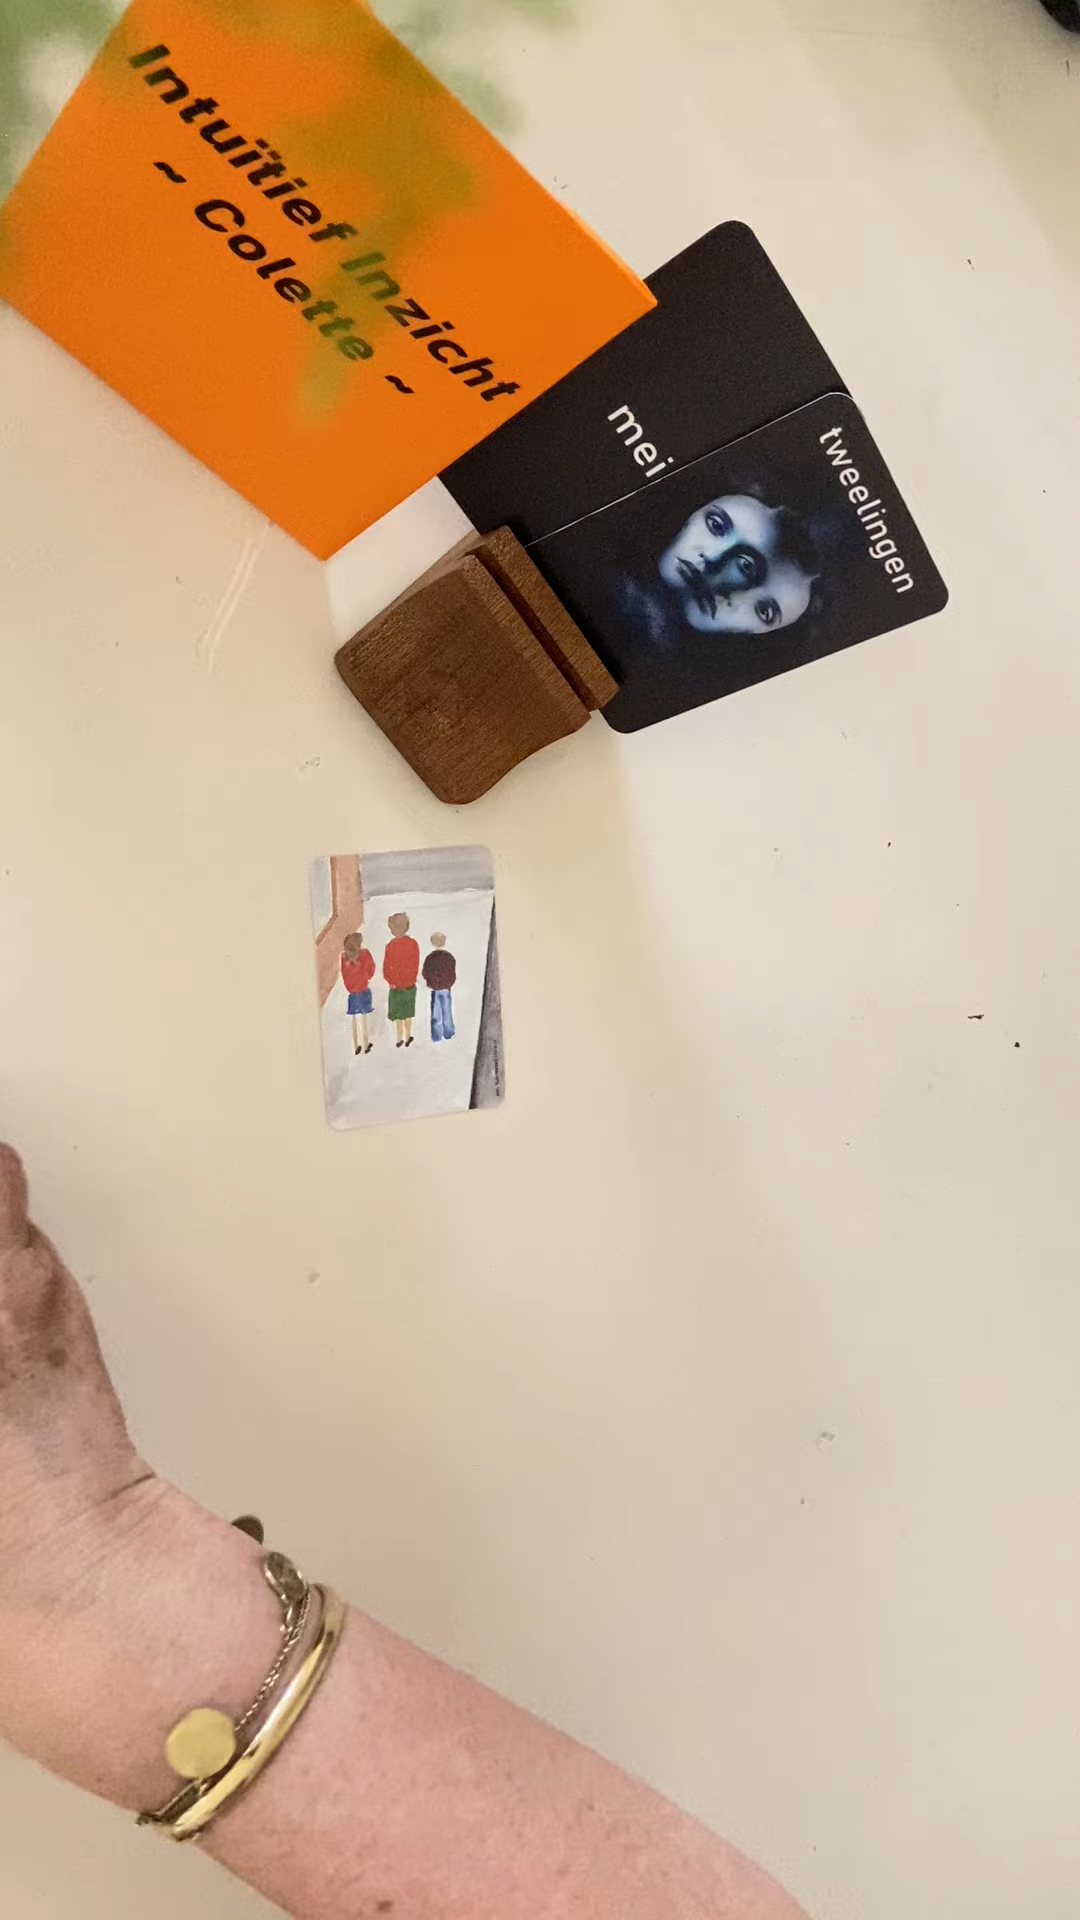 Intuïtief Inzicht
~ Colette ~
mei
tweelingen